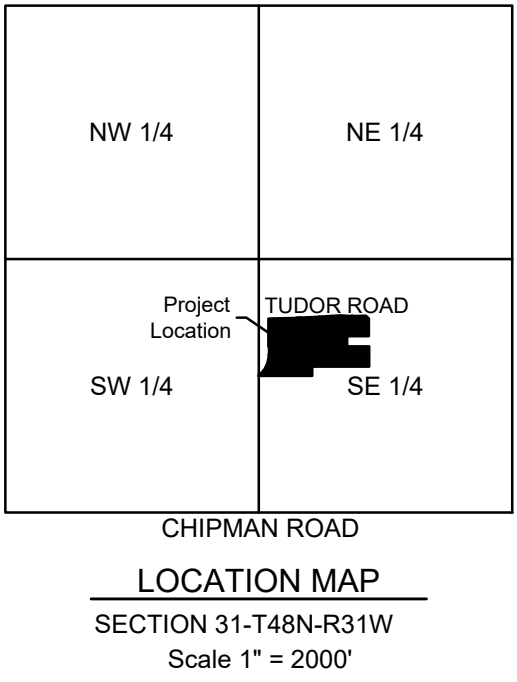 NW 1/4
NE 1/4
Project
Location
TUDOR ROAD
SW 1/4
SE 1/4
CHIPMAN ROAD
LOCATION MAP
SECTION 31-T48N-R31W
Scale 1" = 2000'